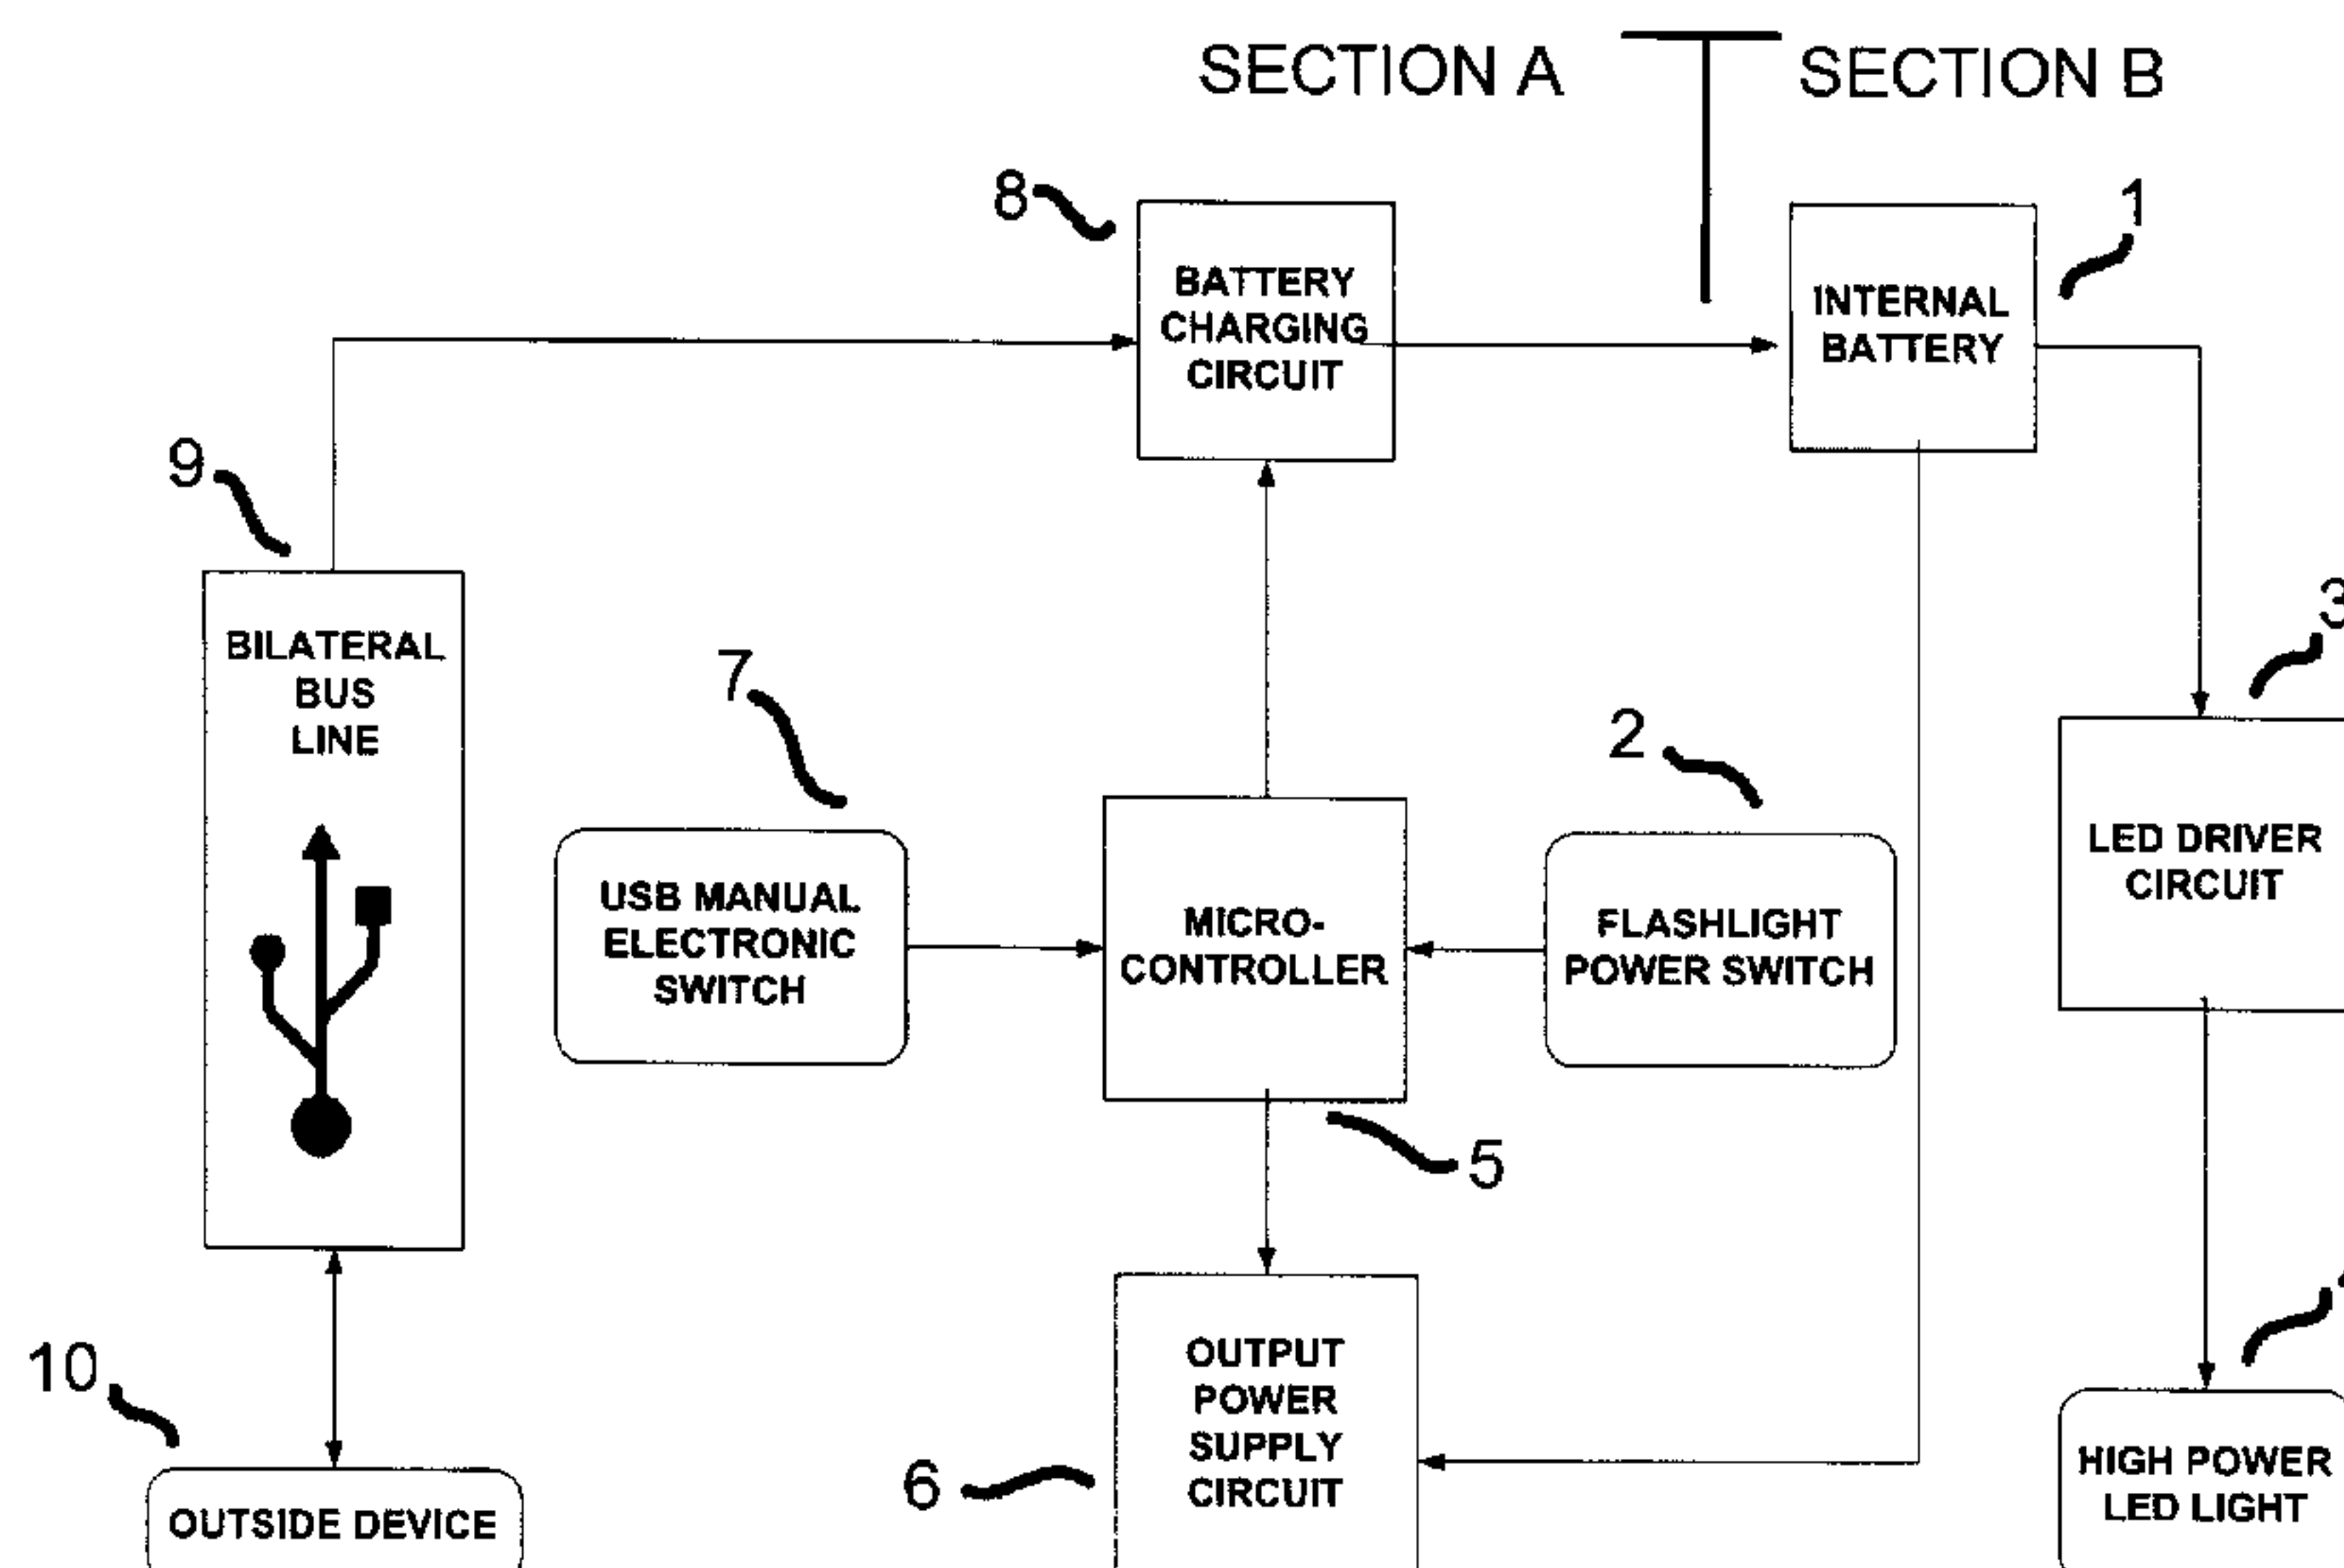 SECTION A
SECTION B
8
BATTERY
CHARGING
CIRCUIT
1
INTERNAL
BATTERY
9
BILATERAL
BUS
LINE
7
USB MANUAL
ELECTRONIC
SWITCH
MICRO-
CONTROLLER
5
2
FLASHLIGHT
POWER SWITCH
3
LED DRIVER
CIRCUIT
10
OUTSIDE DEVICE
6
OUTPUT
POWER
SUPPLY
CIRCUIT
HIGH POWER
LED LIGHT